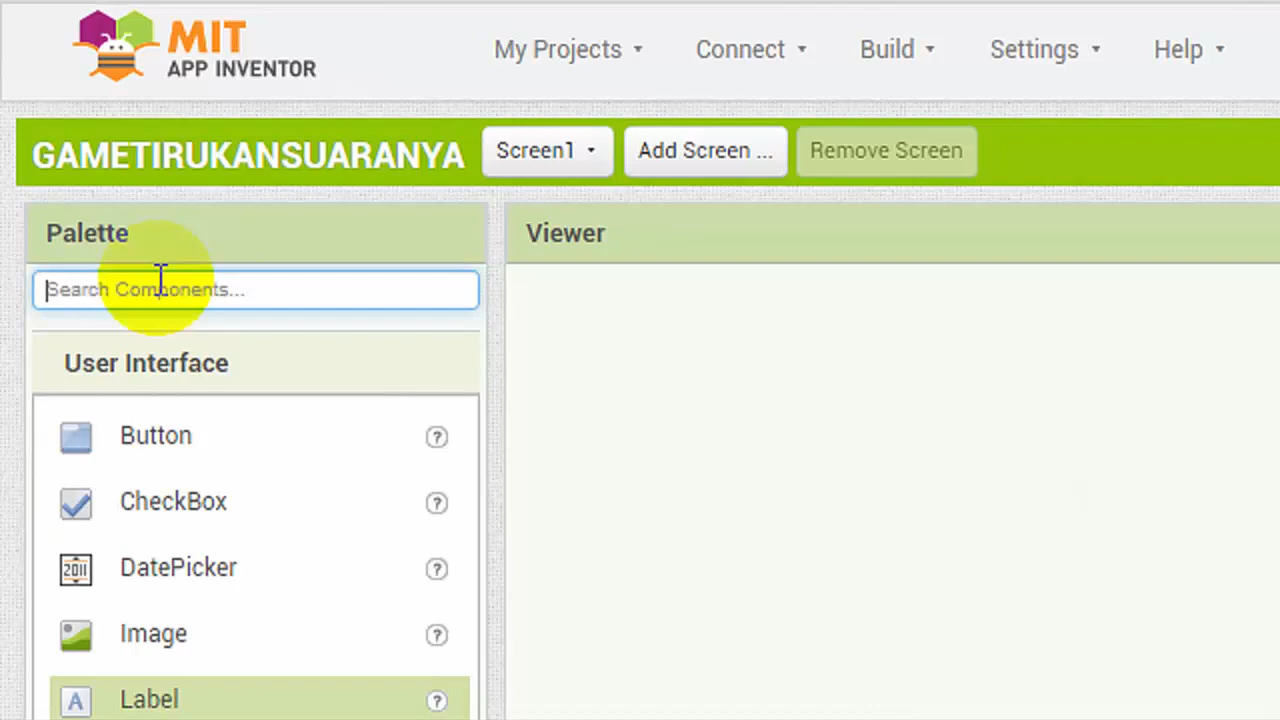 MIT
APP INVENTOR
My Projects
Connect
Build
Settings
Help
GAMETIRUKANSUARANYA
Screen1
Add Screen ...
Remove Screen
Palette
Viewer
Search Components...
User Interface
Button
?
CheckBox
?
2011
DatePicker
?
Image
?
A
Label
?